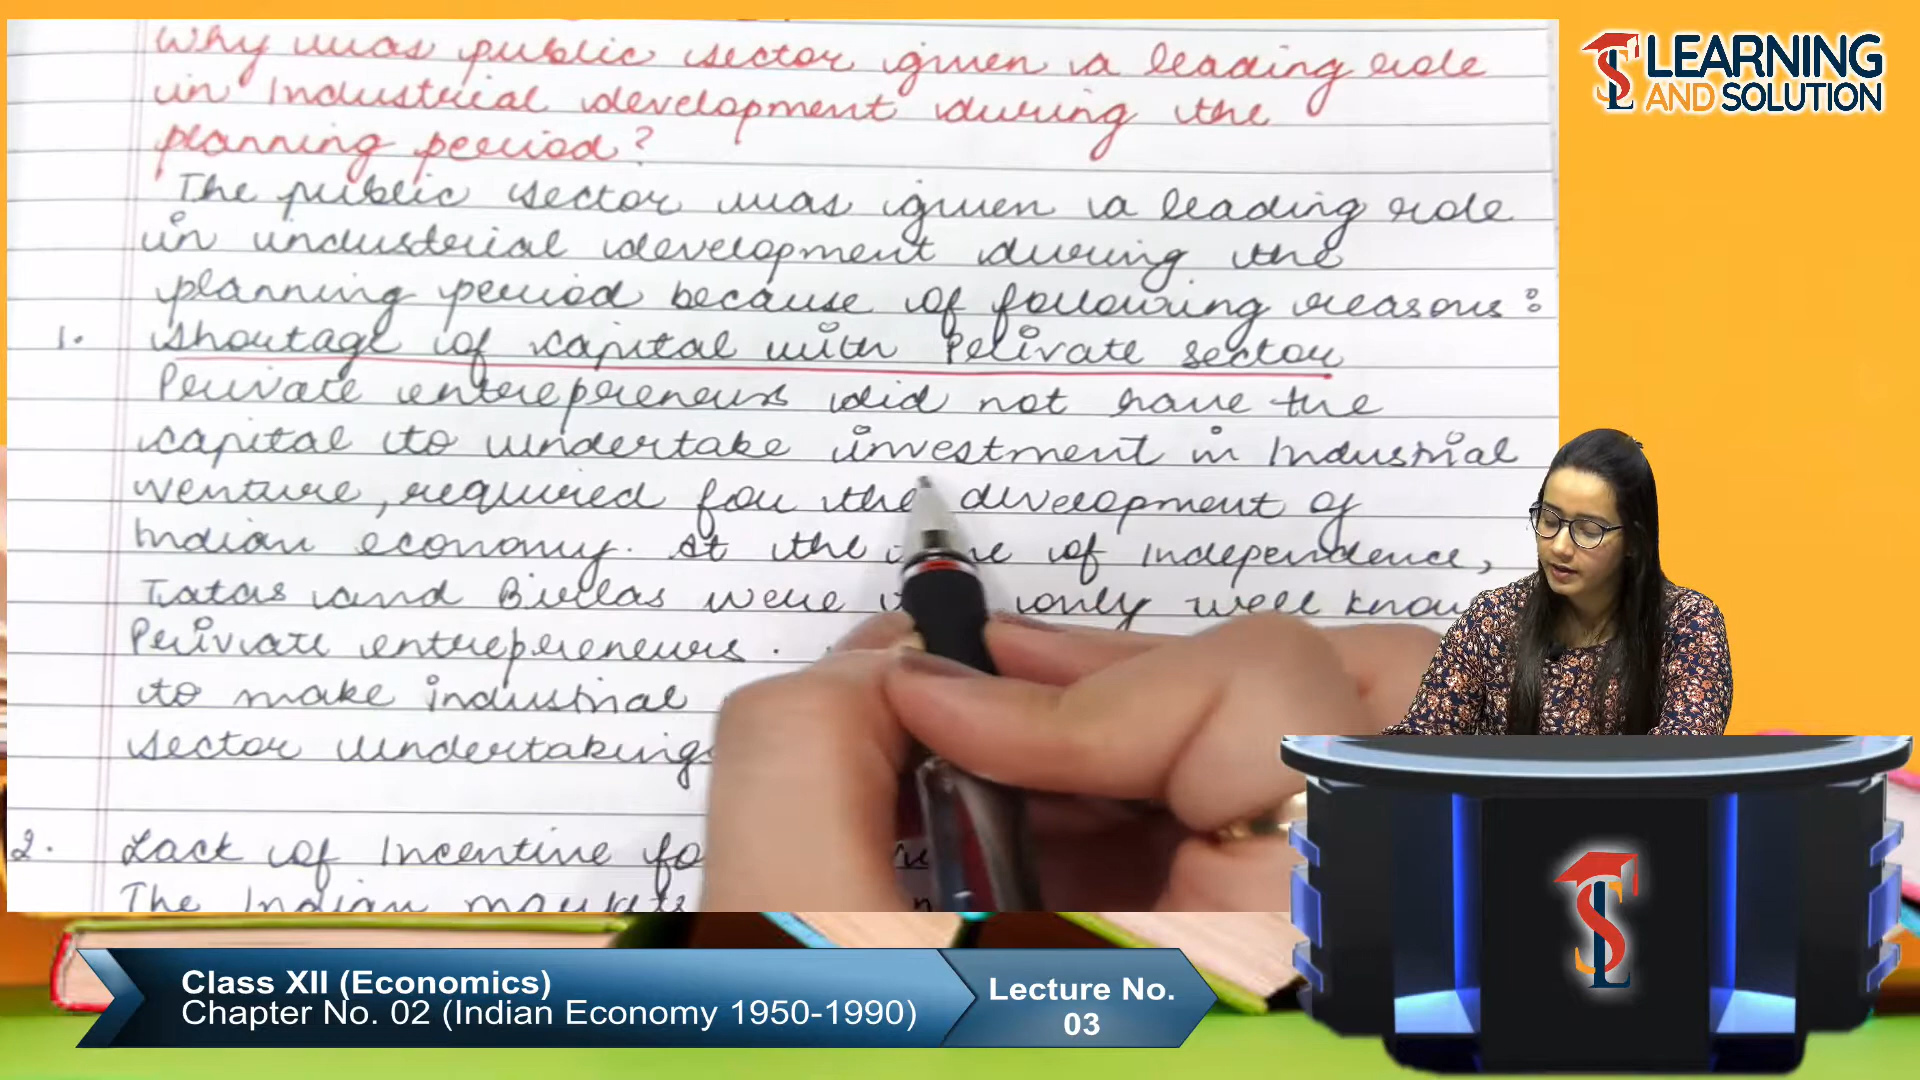 Why was public sector given a leading role
in Industrial development during the
planning period?
The public sector was given a leading role
in industrial development during the
planning period because of following reasons:
1. Shortage of capital with Private sector
Private entrepreneurs did not have the
capital to undertake investment in Industrial
venture, required for the development of
Indian economy. At the of independence,
Tatas and Birlas were only well know
Private entrepreneurs.
to make industrial
sector undertakings
2. Lack of Incentive
The Indian markets
LEARNING
AND SOLUTION
SL
Class XII (Economics)
Chapter No. 02 (Indian Economy 1950-1990)
Lecture No.
03
SL